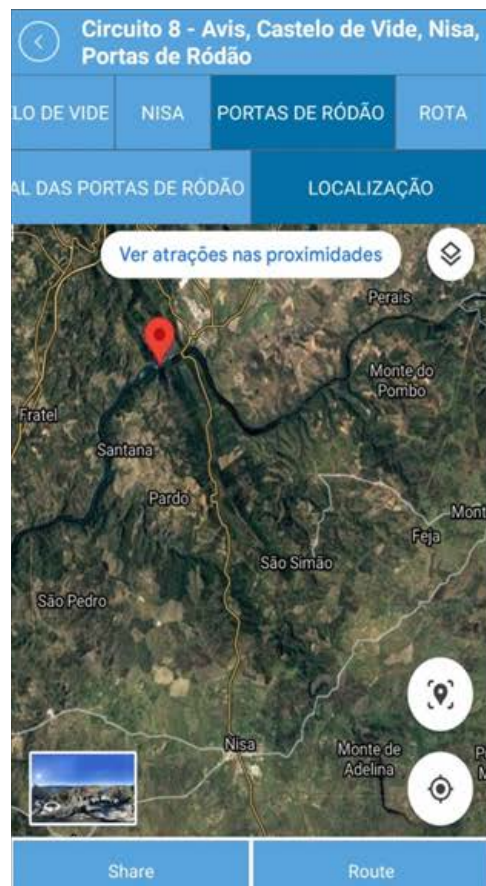 Circuito 8 - Avis, Castelo de Vide, Nisa,
Portas de Ródão
LO DE VIDE NISA PORTAS DE RÓDÃO ROTA
AL DAS PORTAS DE RÓDÃO LOCALIZAÇÃO
Ver atrações nas proximidades
Perais
Monte do
Pombo
Fratel
Santana
Pardo
Mont
Feja
São Simão
São Pedro
Nisa
Monte de
Adelina
P
M
Share Route